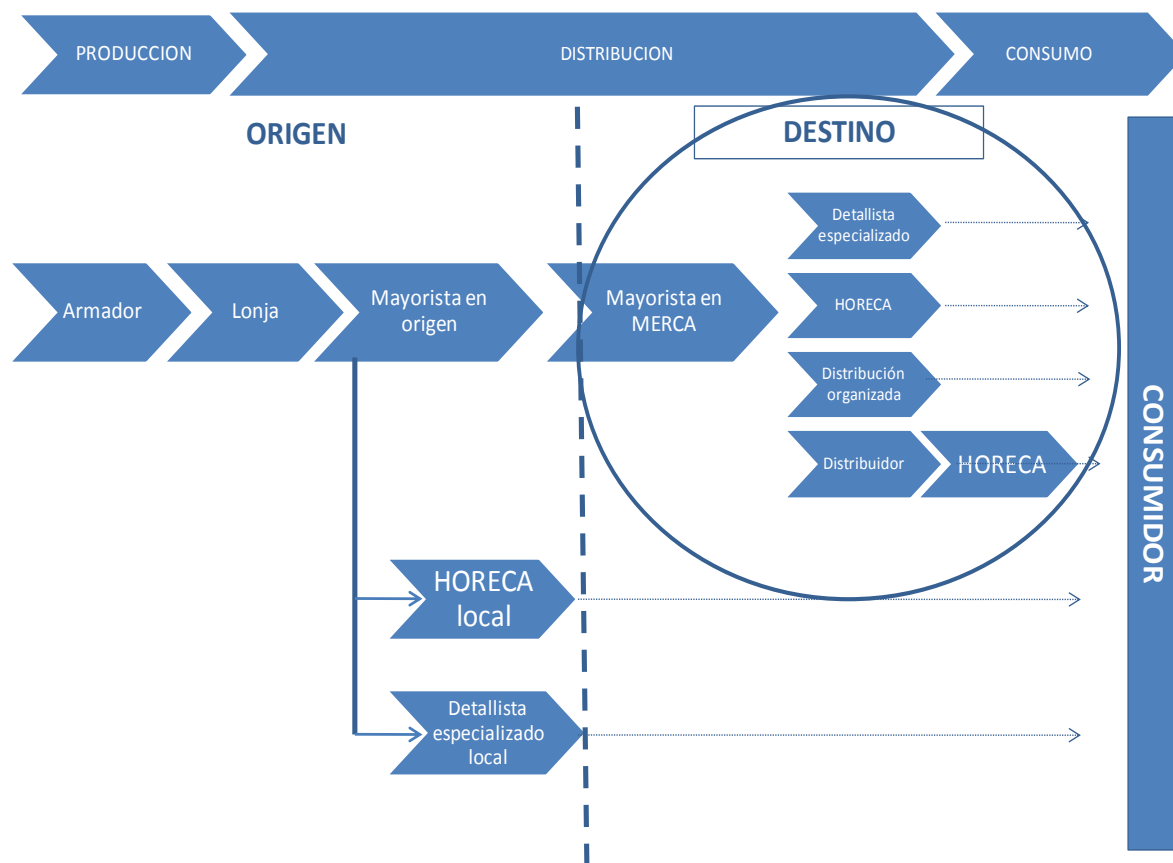 PRODUCCION
DISTRIBUCION
CONSUMO
ORIGEN
DESTINO
Detallista
especializado
Armador
Lonja
Mayorista en
origen
Mayorista en
MERCA
HORECA
Distribución
organizada
Distribuidor
HORECA
HORECA
local
Detallista
especializado
local
CONSUMIDOR